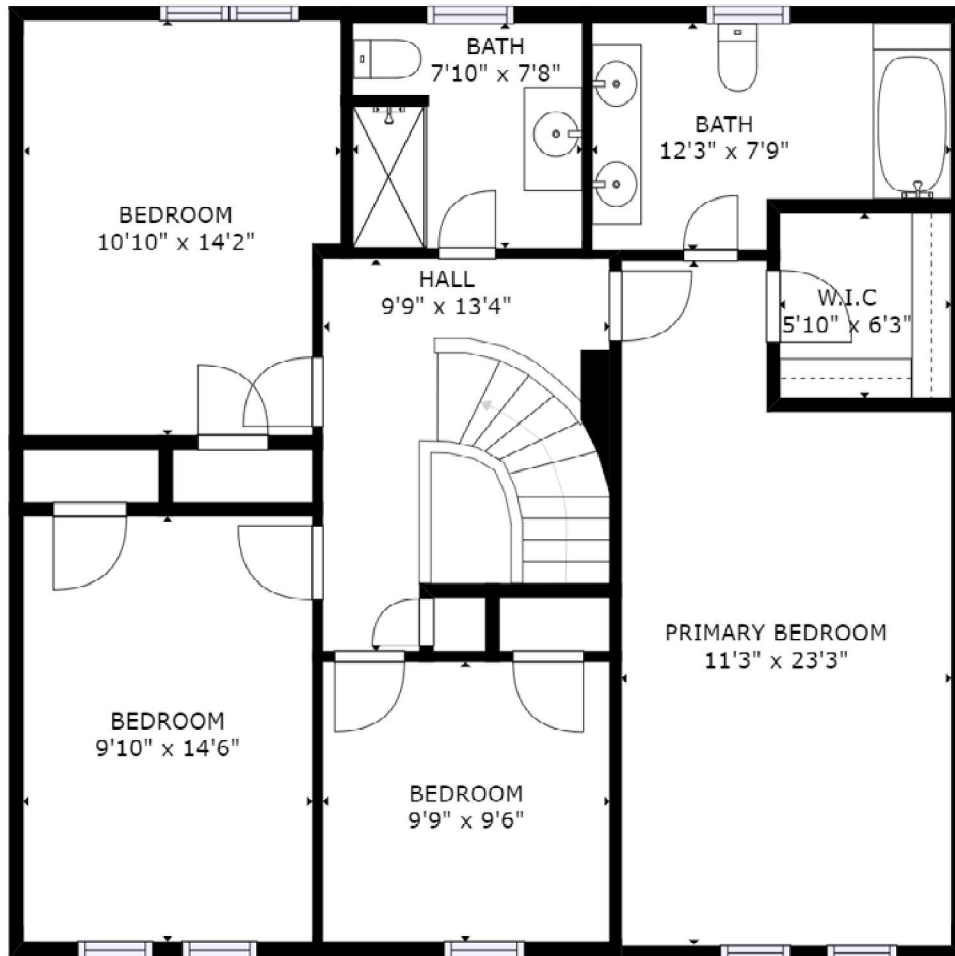 BATH
7'10" x 7'8"
BATH
12'3" x 7'9"
BEDROOM
10'10" x 14'2"
HALL
9'9" x 13'4"
W.I.C
5'10" x 6'3"
PRIMARY BEDROOM
11'3" x 23'3"
BEDROOM
9'10" x 14'6"
BEDROOM
9'9" x 9'6"